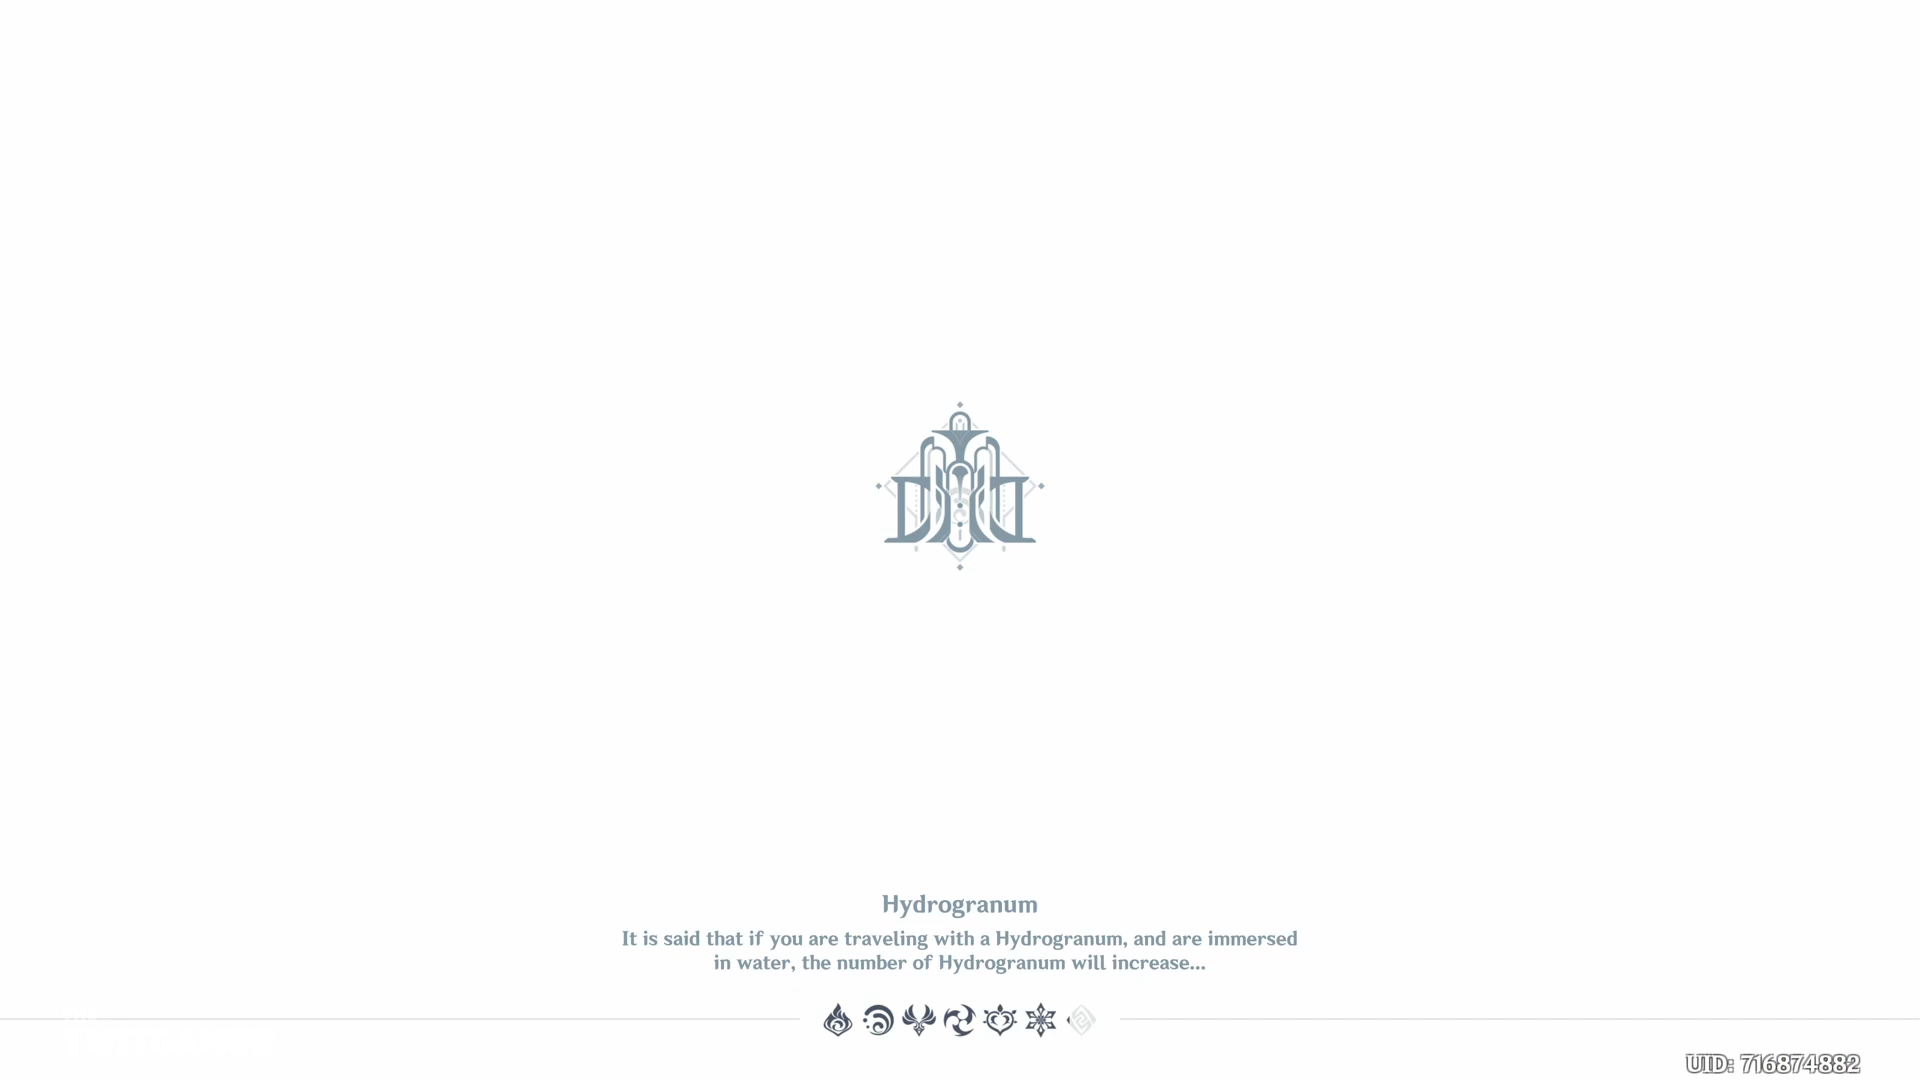 Hydrogranum
It is said that if you are traveling with a Hydrogranum, and are immersed
in water, the number of Hydrogranum will increase...
UID: 716874882